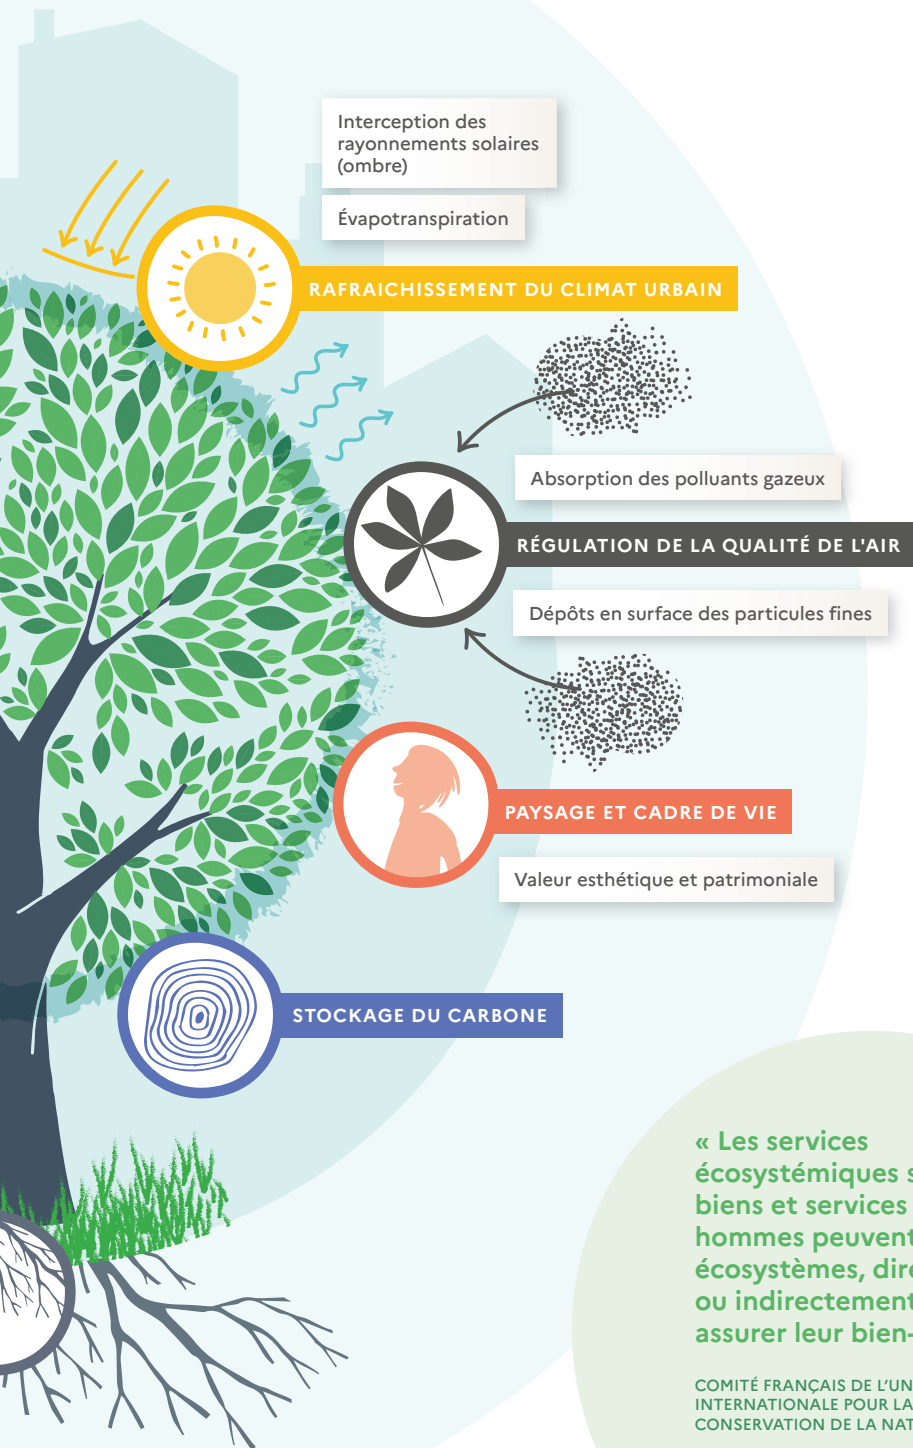 Interception des
rayonnements solaires
(ombre)
Évapotranspiration
RAFRAICHISSEMENT DU CLIMAT URBAIN
Absorption des polluants gazeux
RÉGULATION DE LA QUALITÉ DE L'AIR
Dépôts en surface des particules fines
PAYSAGE ET CADRE DE VIE
Valeur esthétique et patrimoniale
STOCKAGE DU CARBONE
« Les services
écosystémiques
biens et services
hommes peuvent
écosystèmes,
ou indirectement
assurer leur bien-
COMITÉ FRANÇAIS DE L'UN
INTERNATIONALE POUR LA
CONSERVATION DE LA NAT